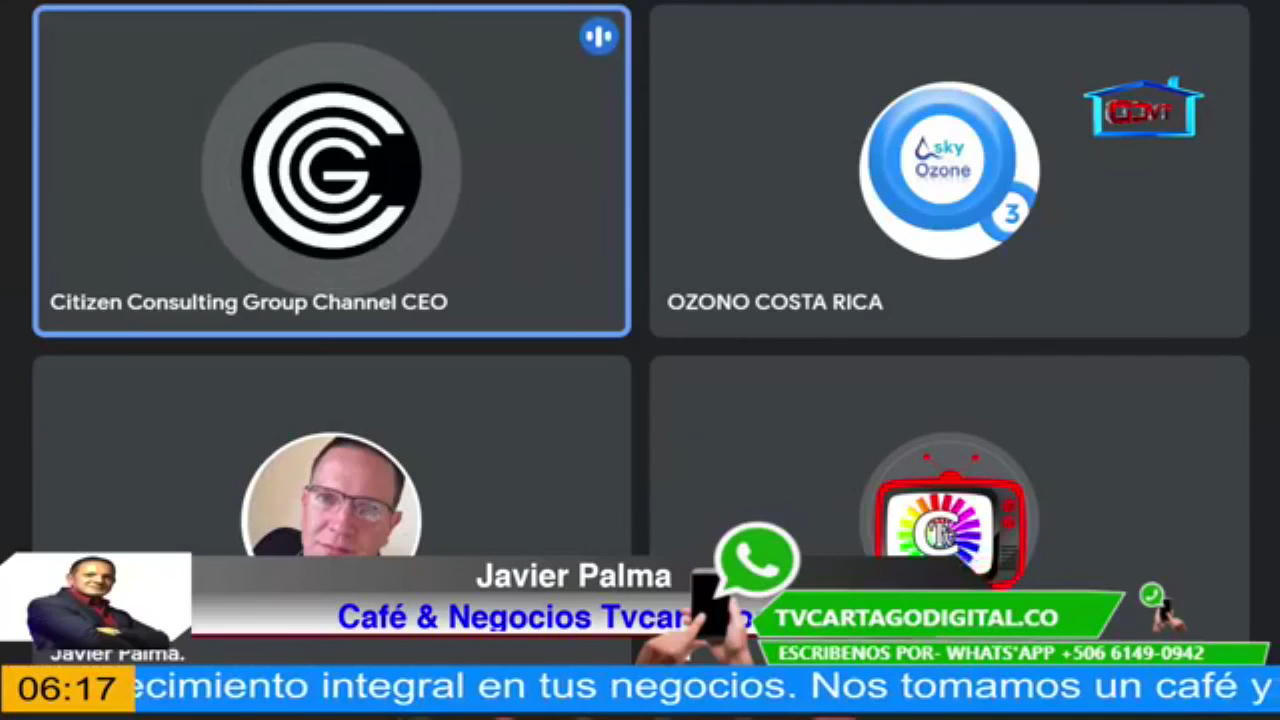 Citizen Consulting Group Channel CEO
sky
Ozone
3
OZONO COSTA RICA
Javier Palma
Café & Negocios Tvcar
TVCARTAGODIGITAL.CO
Javier Palma.
ESCRIBENOS POR- WHATS'APP +506 6149-0942
06:17
ecimiento integral en tus negocios. Nos tomamos un café y